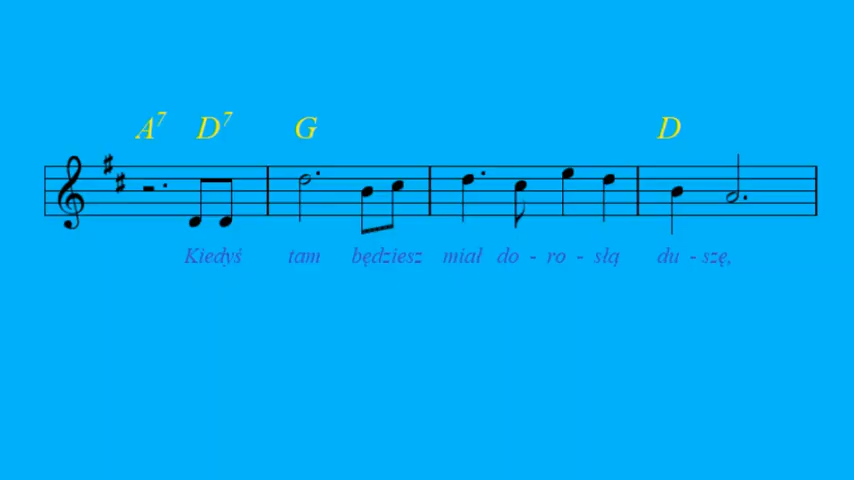 A7 D7 G D
Kiedyś tam będziesz miał do - ro - słą du - szę,